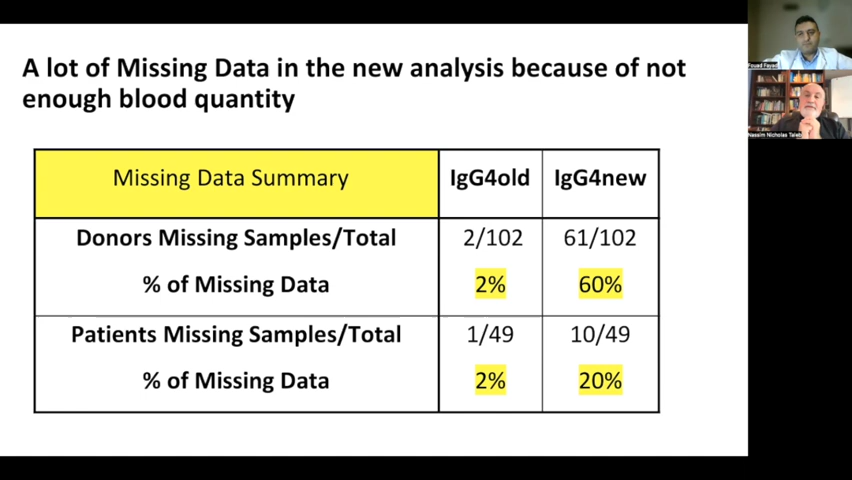 A lot of Missing Data in the new analysis because of not
enough blood quantity
Missing Data Summary IgG4old IgG4new
Donors Missing Samples/Total 2/102 61/102
% of Missing Data 2% 60%
Patients Missing Samples/Total 1/49 10/49
% of Missing Data 2% 20%
Fouad Fayad
Nassim Nicholas Taleb